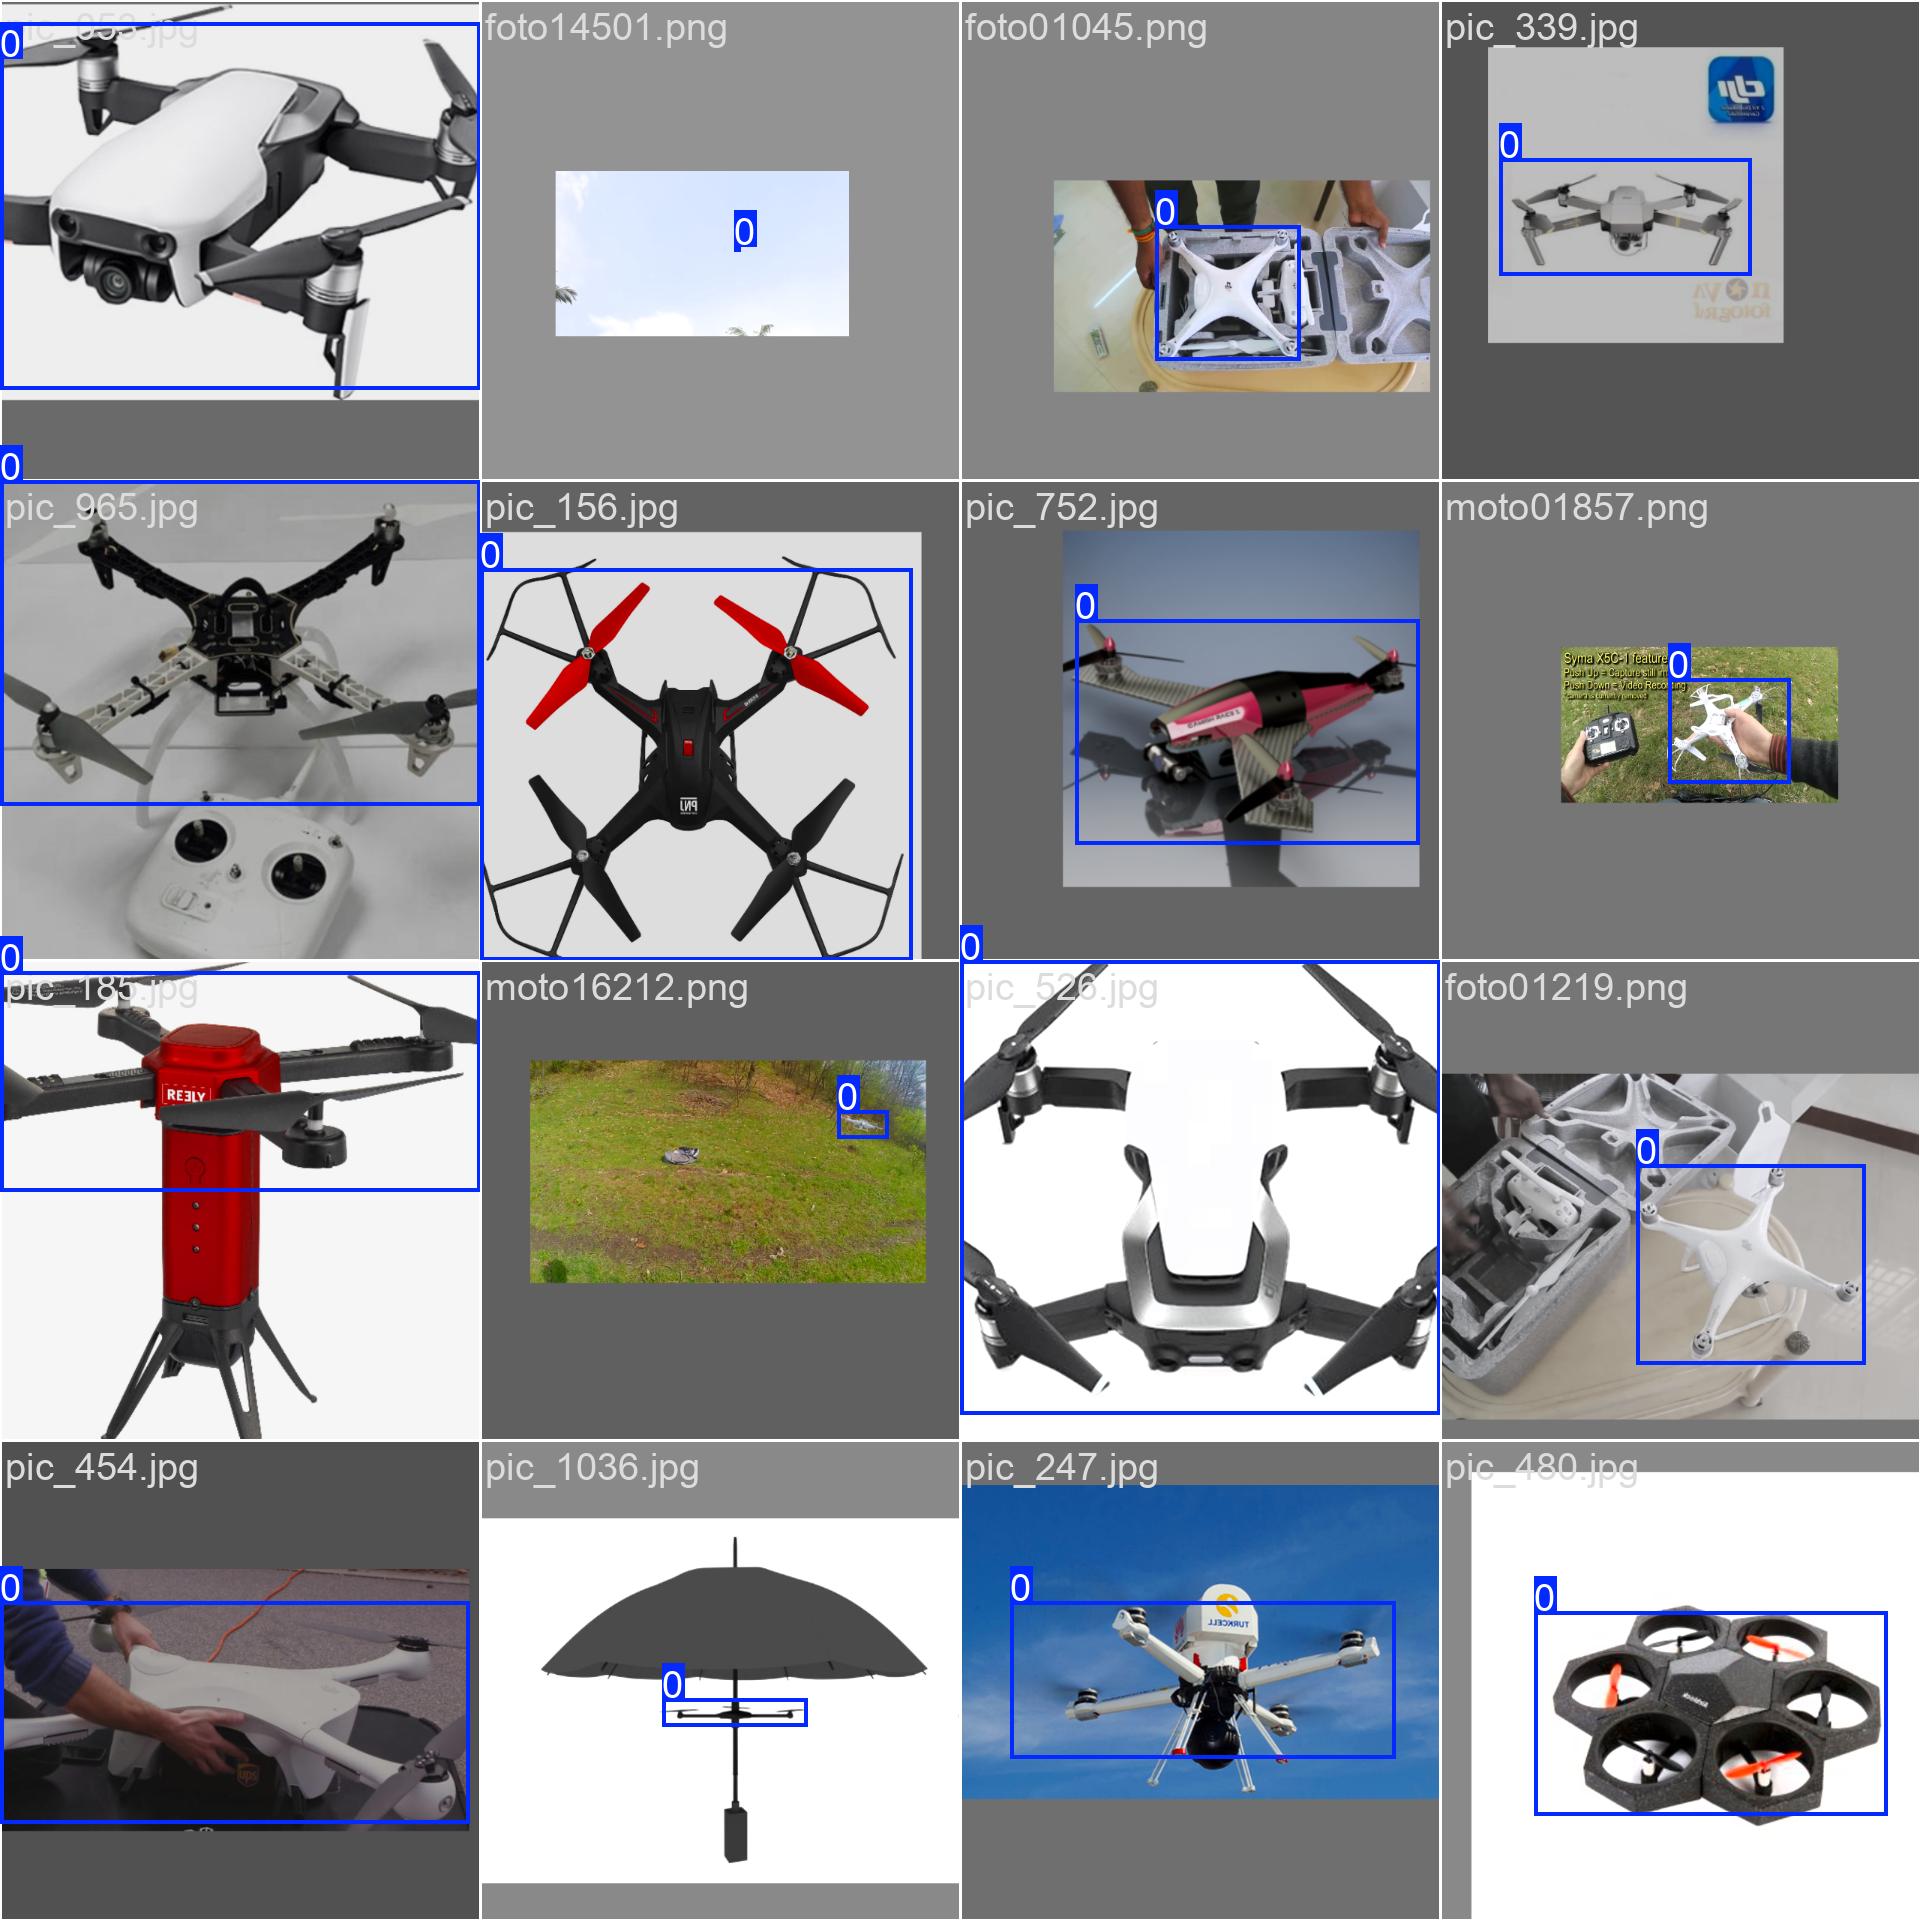 pic_053.jpg
0
foto14501.png
0
foto01045.png
0
pic_339.jpg
0
0
pic_965.jpg
pic_156.jpg
0
pic_752.jpg
0
moto01857.png
Syma X5C-1 feature
Push Up = Capture still
Push Down = Video Recording
0
0
pic_185.jpg
REELY
moto16212.png
0
0
pic_526.jpg
foto01219.png
0
pic_454.jpg
0
ups
pic_1036.jpg
0
pic_247.jpg
0
TURKCELL
pic_480.jpg
0
PNJ